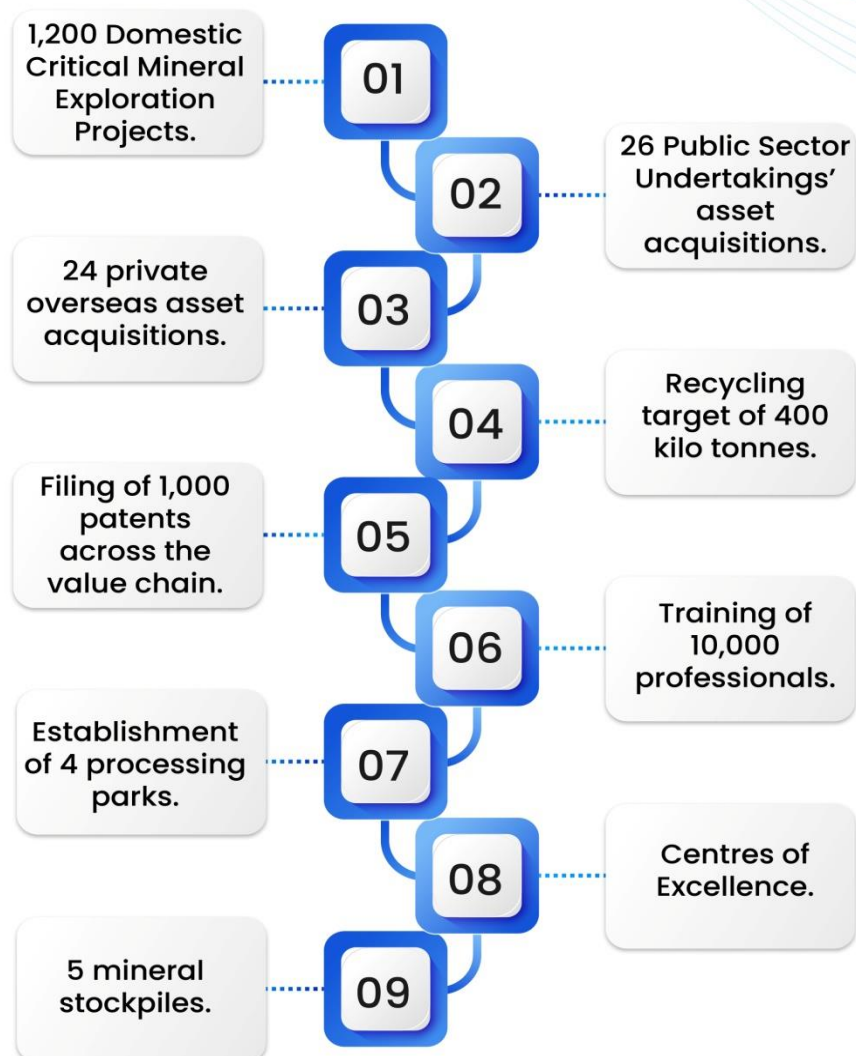 1,200 Domestic
Critical Mineral
Exploration
Projects.
01
26 Public Sector
Undertakings’
asset
acquisitions.
02
24 private
overseas asset
acquisitions.
03
Recycling
target of 400
kilo tonnes.
04
Filing of 1,000
patents
across the
value chain.
05
Training of
10,000
professionals.
06
Establishment
of 4 processing
parks.
07
Centres of
Excellence.
08
5 mineral
stockpiles.
09